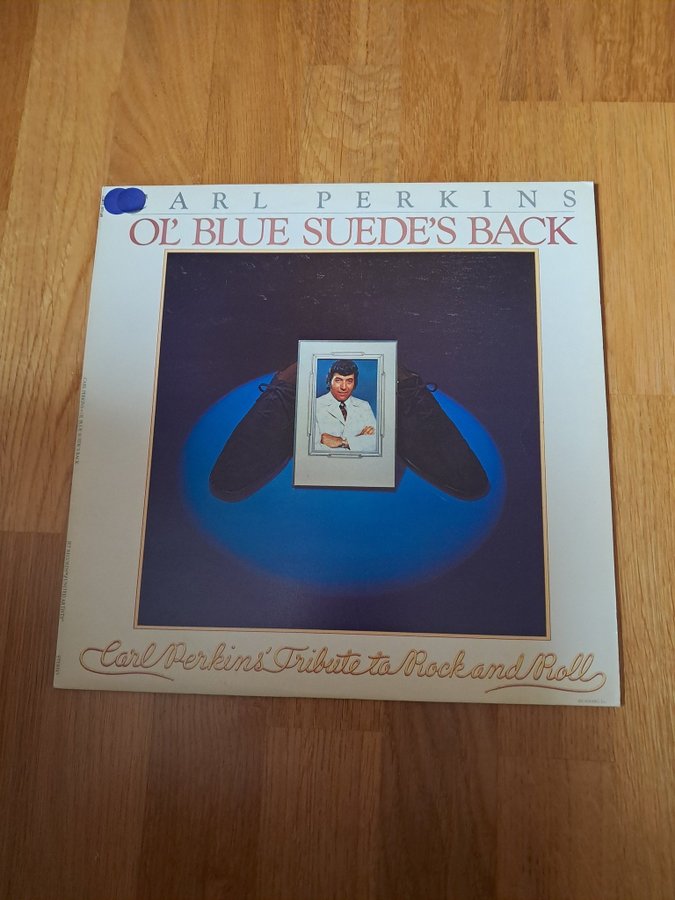 ARL PERKINS
OL' BLUE SUEDE'S BACK
Carl Perkins' Tribute to Rock and Roll